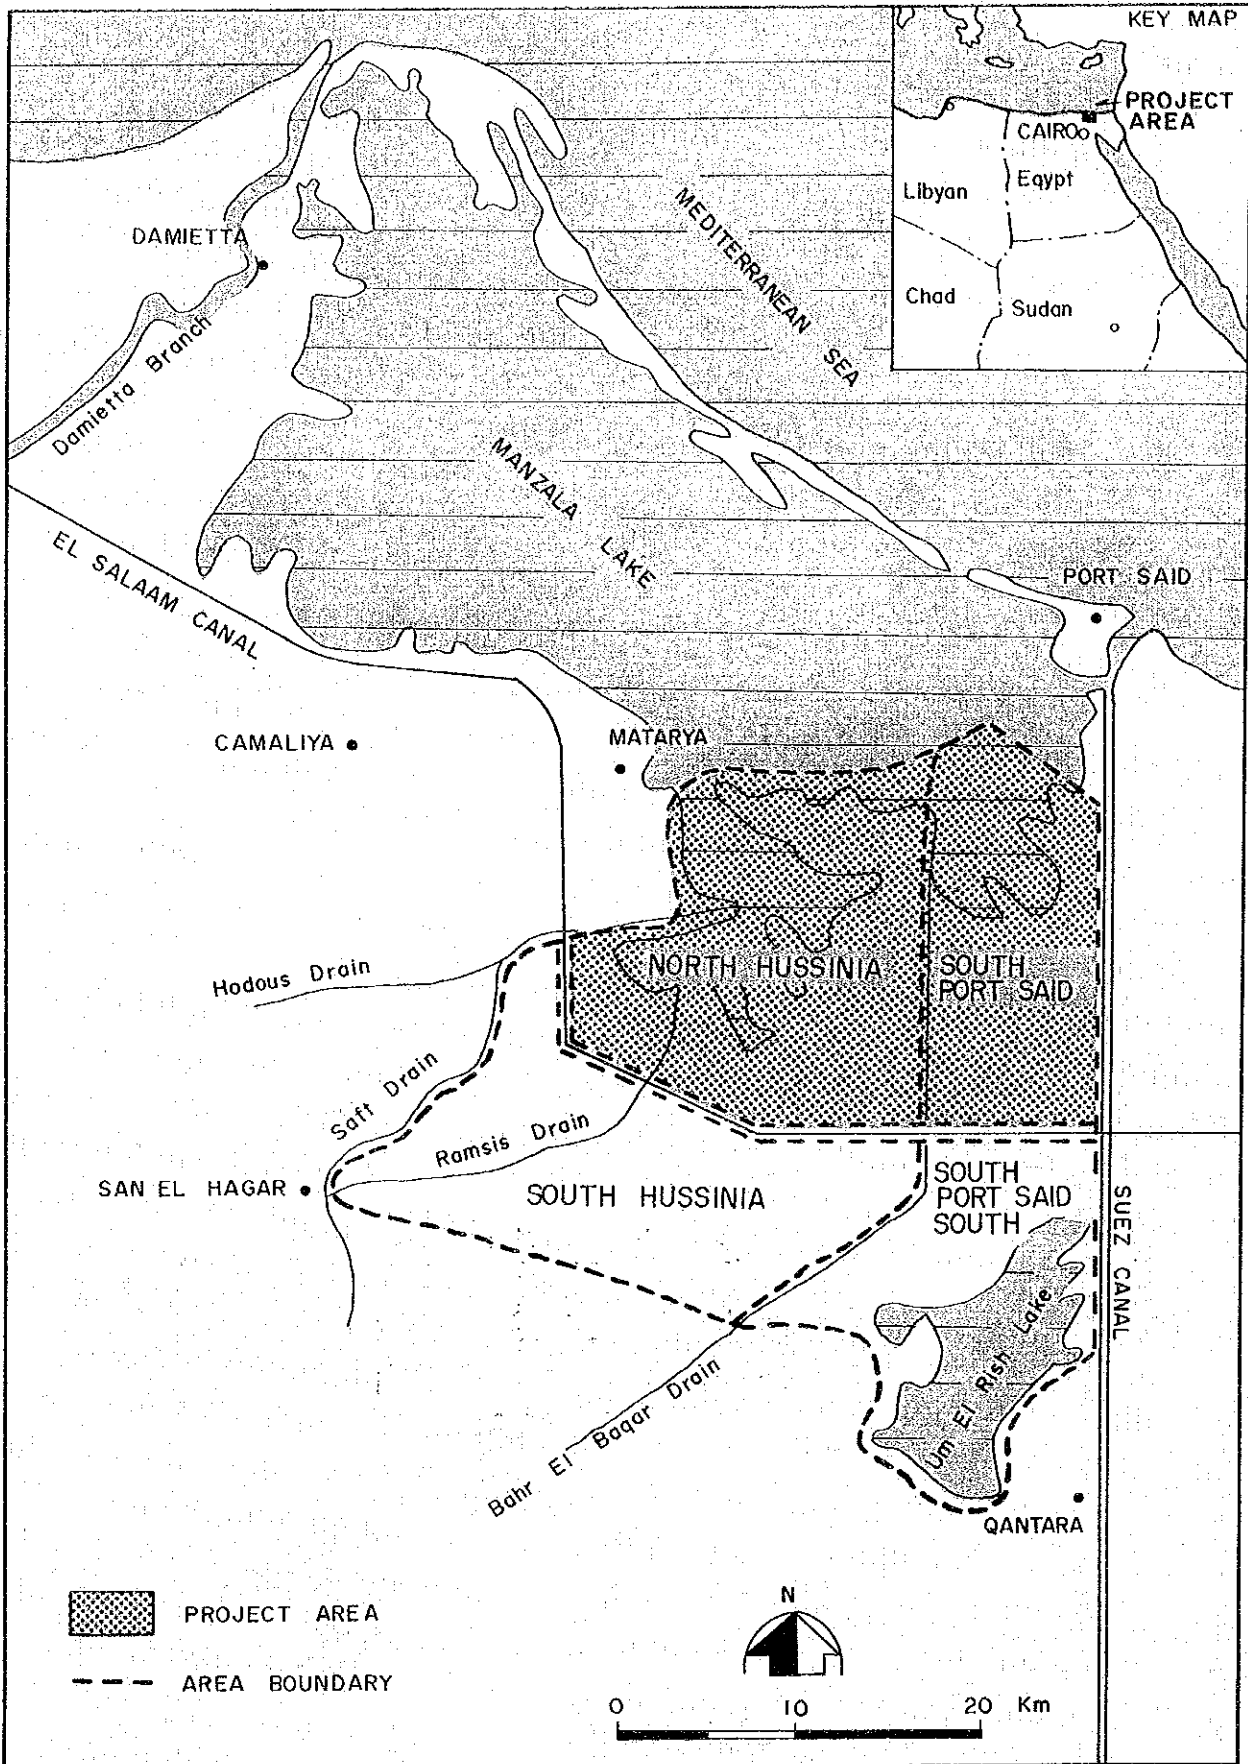 KEY MAP
PROJECT
AREA
CAIRO
Libyan
Eqypt
Chad
Sudan
DAMIETTA
MEDITERRANEAN SEA
Damietta Branch
MANZALA LAKE
EL SALAAM CANAL
PORT SAID
CAMALIYA
MATARYA
Hodous Drain
NORTH HUSSINIA
SOUTH
PORT SAID
Saft Drain
Ramsis Drain
SAN EL HAGAR
SOUTH HUSSINIA
SOUTH
PORT SAID
SOUTH
SUEZ CANAL
Um El Rish Lake
Bahr El Baqar Drain
QANTARA
PROJECT AREA
AREA BOUNDARY
N
0 10 20 Km